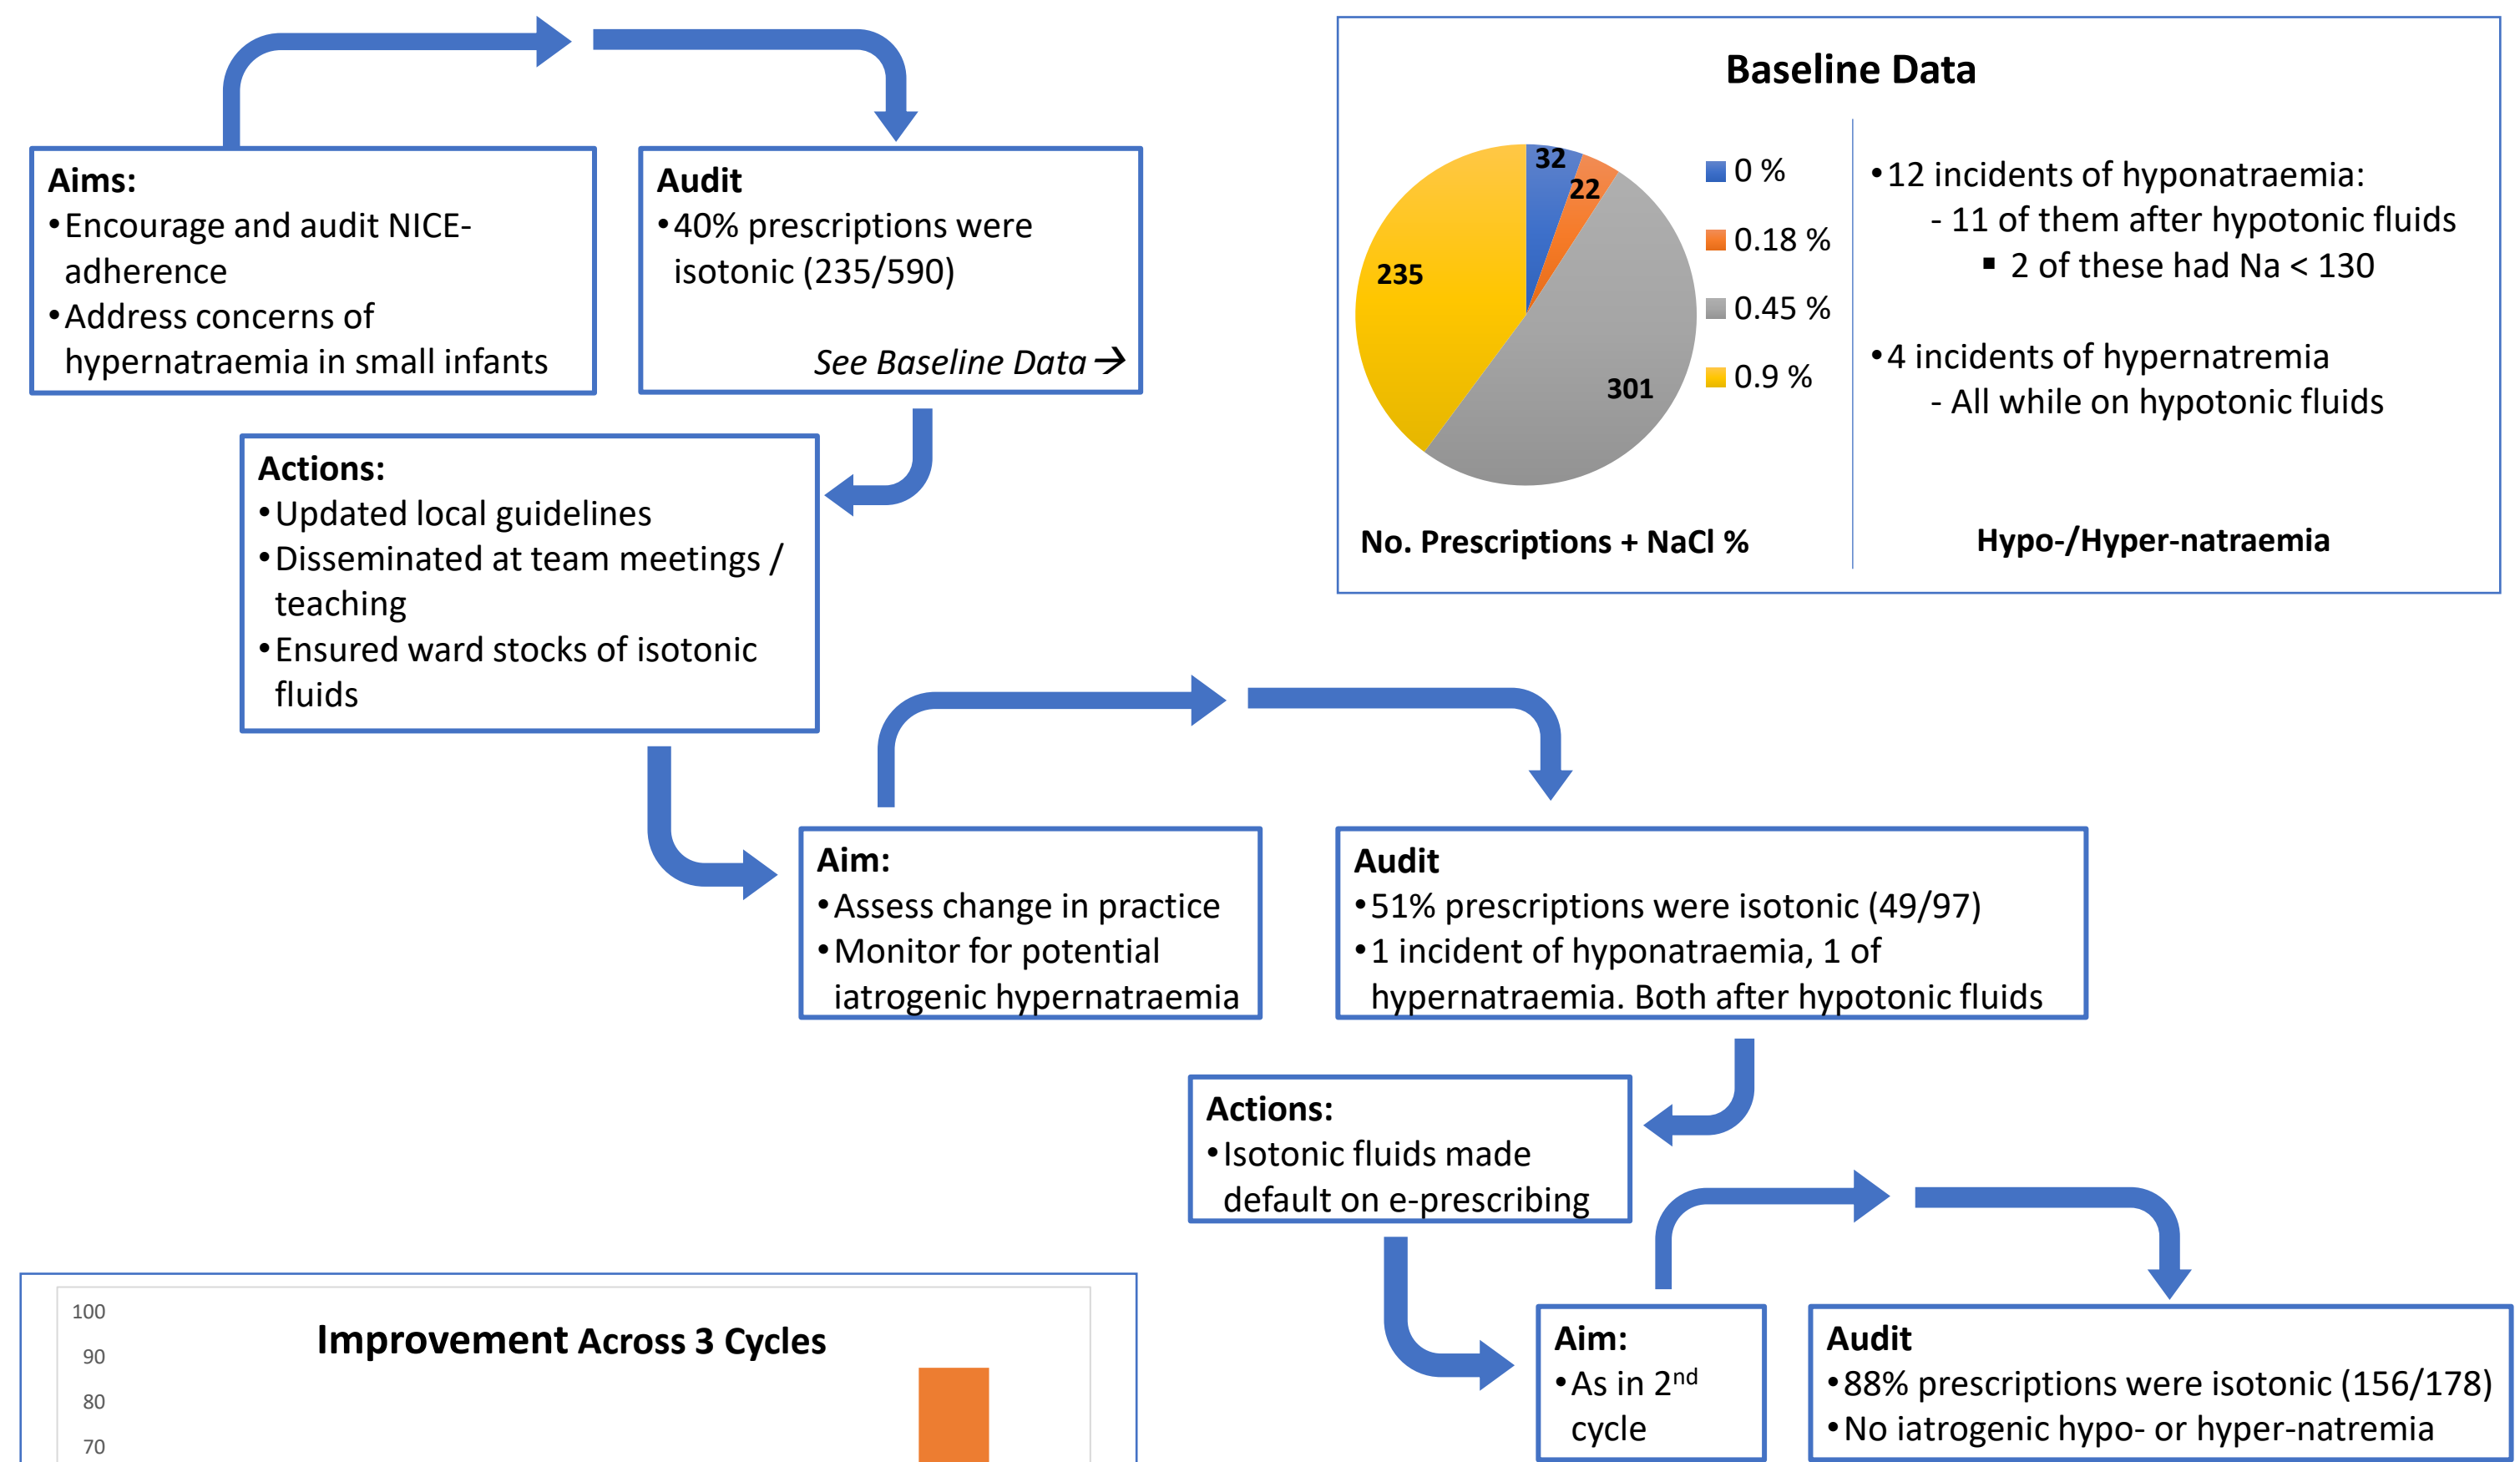 Aims:
•Encourage and audit NICE-
adherence
•Address concerns of
hypernatraemia in small infants
Audit
•40% prescriptions were
isotonic (235/590)
See Baseline Data→
Baseline Data
32
22
235
301
0 %
0.18 %
0.45 %
0.9 %
No. Prescriptions + NaCl %
•12 incidents of hyponatraemia:
- 11 of them after hypotonic fluids
▪ 2 of these had Na < 130
•4 incidents of hypernatremia
- All while on hypotonic fluids
Hypo-/Hyper-natraemia
Actions:
•Updated local guidelines
•Disseminated at team meetings /
teaching
•Ensured ward stocks of isotonic
fluids
Aim:
•Assess change in practice
•Monitor for potential
iatrogenic hypernatraemia
Audit
•51% prescriptions were isotonic (49/97)
•1 incident of hyponatraemia, 1 of
hypernatraemia. Both after hypotonic fluids
Actions:
•Isotonic fluids made
default on e-prescribing
Aim:
•As in 2nd
cycle
Audit
•88% prescriptions were isotonic (156/178)
•No iatrogenic hypo- or hyper-natremia
Improvement Across 3 Cycles
100
90
80
70